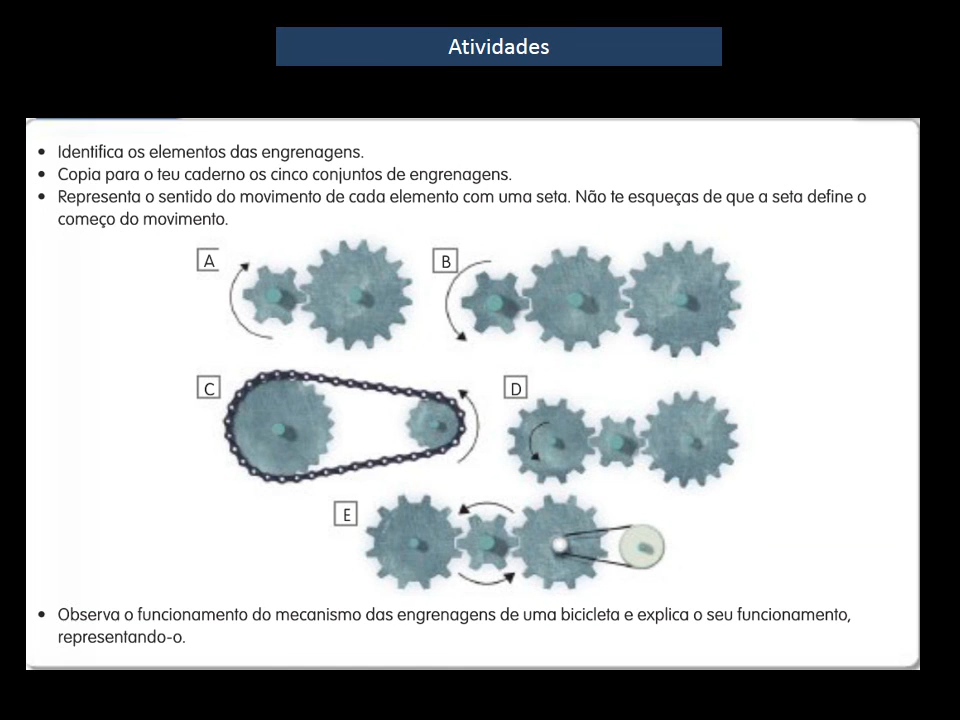 Atividades
• Identifica os elementos das engrenagens.
• Copia para o teu caderno os cinco conjuntos de engrenagens.
• Representa o sentido do movimento de cada elemento com uma seta. Não te esqueças de que a seta define o
começo do movimento.
A
B
C
D
E
• Observa o funcionamento do mecanismo das engrenagens de uma bicicleta e explica o seu funcionamento,
representando-o.